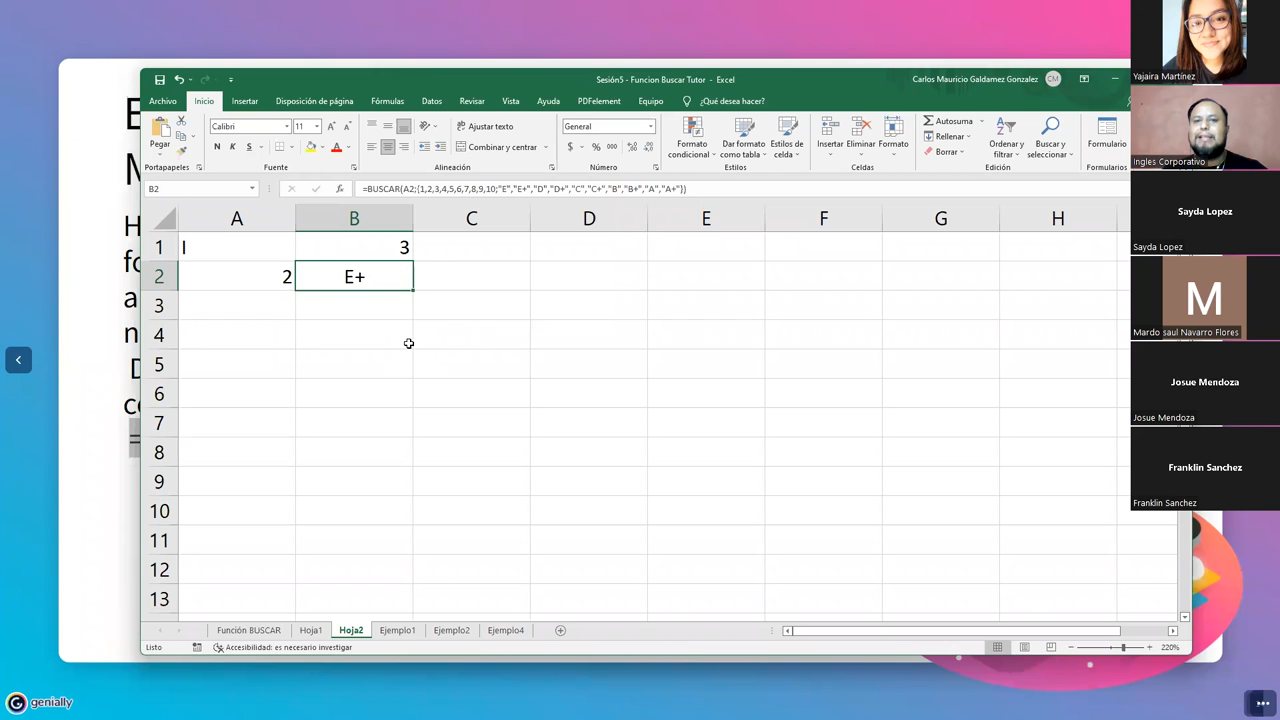 Sesión5 - Funcion Buscar Tutor - Excel
Carlos Mauricio Galdamez Gonzalez
CM
Archivo Inicio Insertar Disposición de página Fórmulas Datos Revisar Vista Ayuda PDFelement Equipo ¿Qué desea hacer?
Pegar
Portapapeles
Calibri 11
N K S
Fuente
Ajustar texto
Combinar y centrar
Alineación
General
$ % 000
Número
Formato condicional
Dar formato como tabla
Estilos de celda
Estilos
Insertar Eliminar Formato
Celdas
Autosuma
Rellenar
Borrar
Ordenar y filtrar
Buscar y seleccionar
Edición
Formulario
Formularios
B2
fx
=BUSCAR(A2;{1,2,3,4,5,6,7,8,9,10;"E","E+","D","D+","C","C+","B","B+","A","A+"})
A B C D E F G H
1 I 3
2 2 E+
3
4
5
6
7
8
9
10
11
12
13
Función BUSCAR Hoja1 Hoja2 Ejemplo1 Ejemplo2 Ejemplo4
Listo
Accesibilidad: es necesario investigar
220%
Yajaira Martínez
Ingles Corporativo
Sayda Lopez
Sayda Lopez
M
Mardo saul Navarro Flores
Josue Mendoza
Josue Mendoza
Franklin Sanchez
Franklin Sanchez
genially